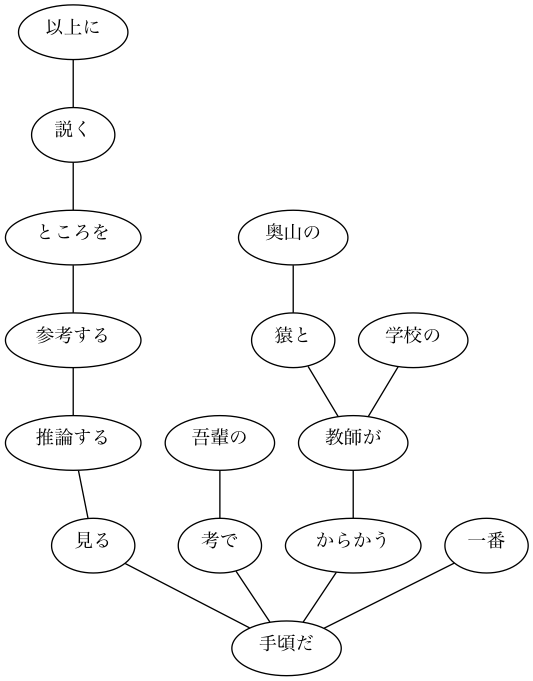 以上に
説く
ところを
奥山の
参考する
猿と
学校の
推論する
吾輩の
教師が
見る
考で
からかう
一番
手頃だ